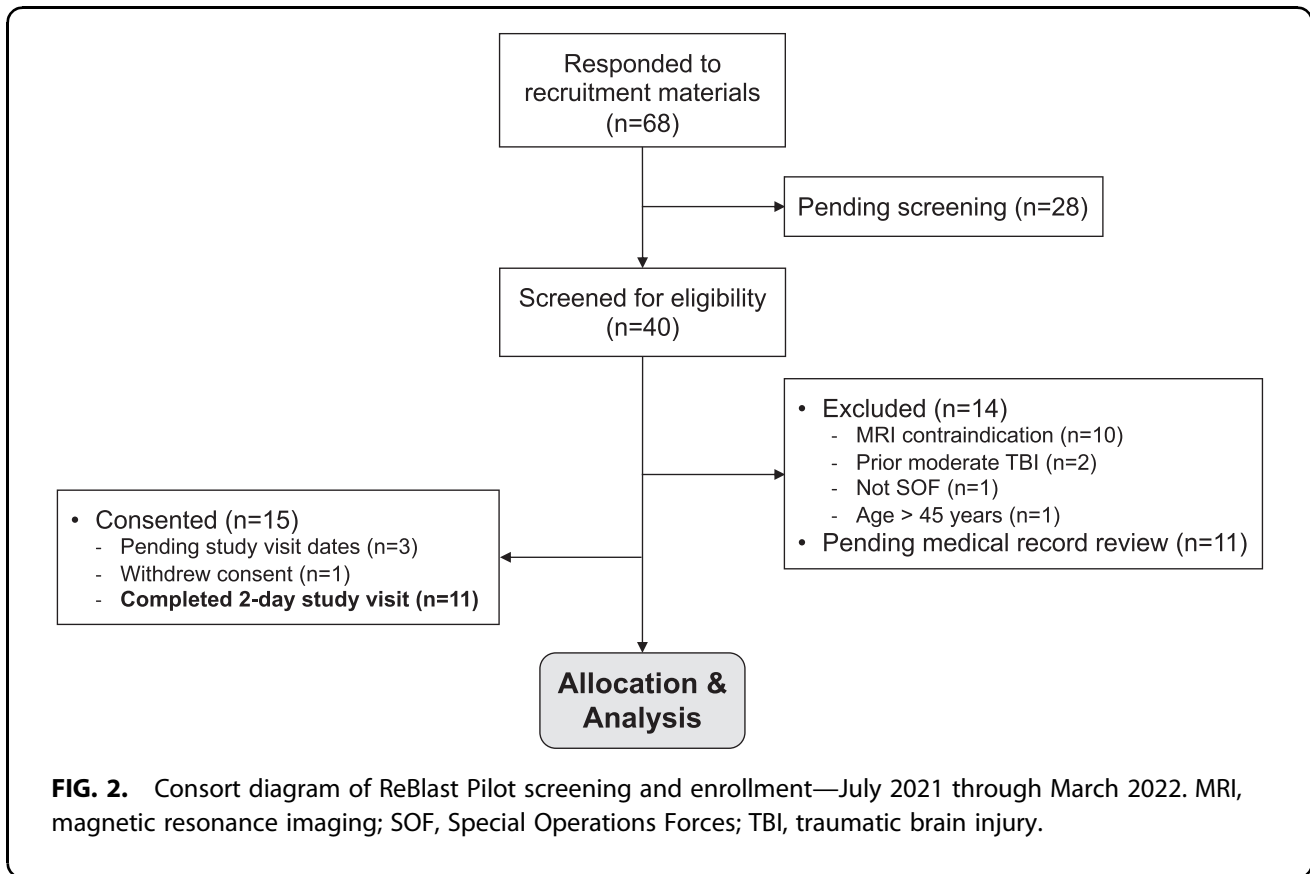 Responded to
recruitment materials
(n=68)
Pending screening (n=28)
Screened for eligibility
(n=40)
• Excluded (n=14)
- MRI contraindication (n=10)
- Prior moderate TBI (n=2)
- Not SOF (n=1)
- Age > 45 years (n=1)
• Pending medical record review (n=11)
• Consented (n=15)
- Pending study visit dates (n=3)
- Withdrew consent (n=1)
- Completed 2-day study visit (n=11)
Allocation &
Analysis
FIG. 2. Consort diagram of ReBlast Pilot screening and enrollment—July 2021 through March 2022. MRI,
magnetic resonance imaging; SOF, Special Operations Forces; TBI, traumatic brain injury.